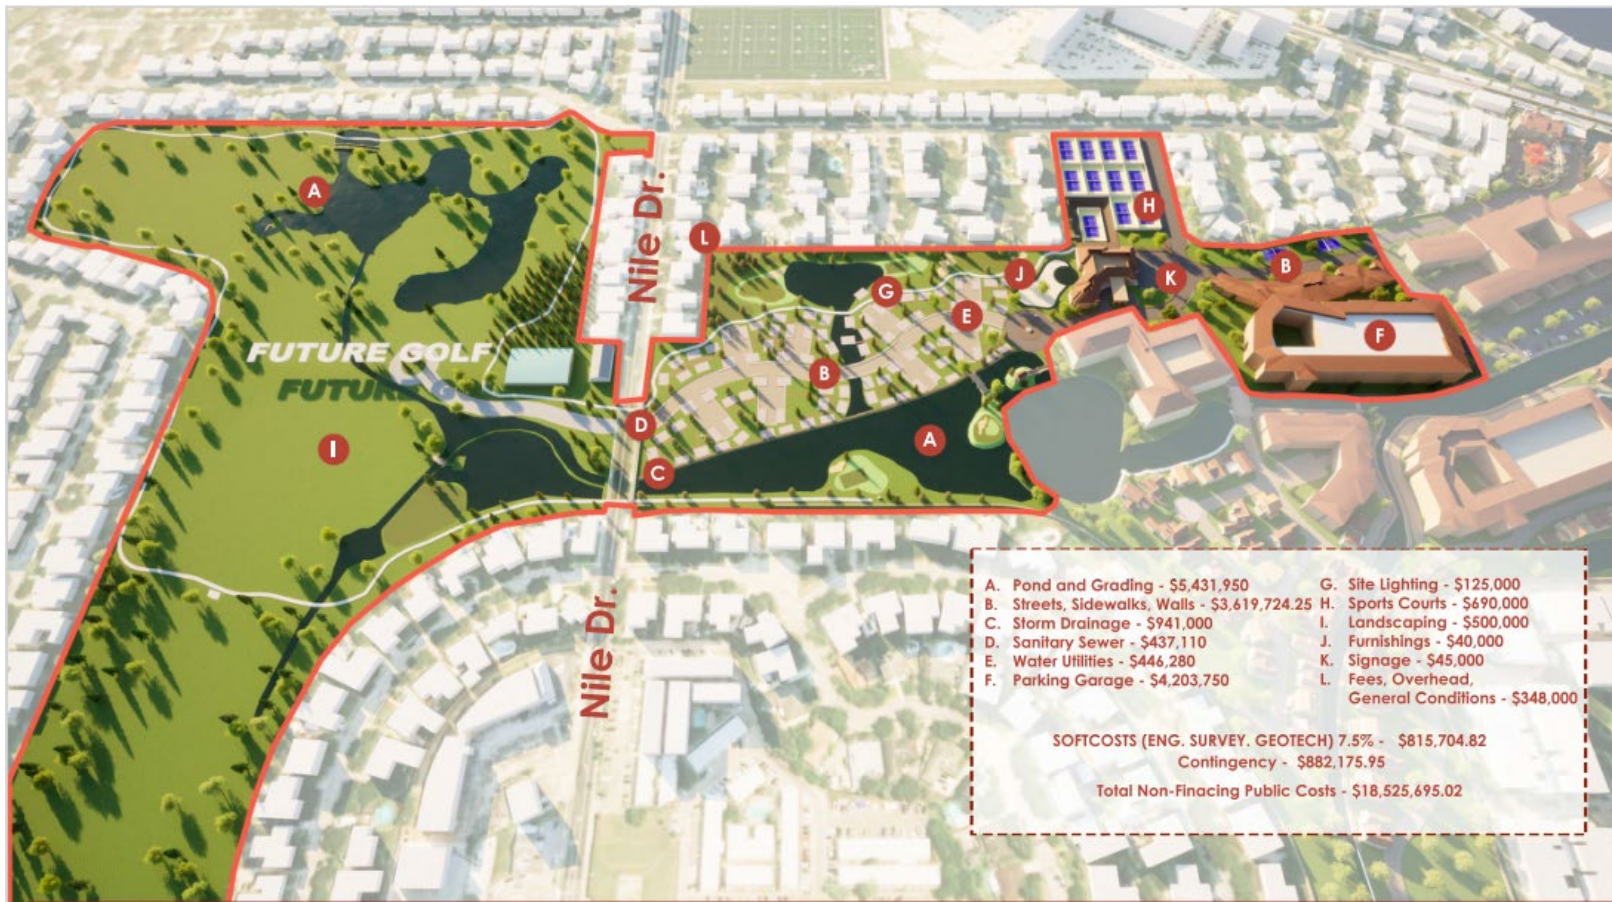 A
L
H
Nile Dr.
J
B
K
G
E
F
FUTURE GOLF
B
FUTURE G
D
A
I
C
Nile Dr.
A. Pond and Grading - $5,431,950
B. Streets, Sidewalks, Walls - $3,619,724.25
C. Storm Drainage - $941,000
D. Sanitary Sewer - $437,110
E. Water Utilities - $446,280
F. Parking Garage - $4,203,750
G. Site Lighting - $125,000
H. Sports Courts - $690,000
I. Landscaping - $500,000
J. Furnishings - $40,000
K. Signage - $45,000
L. Fees, Overhead,
General Conditions - $348,000
SOFTCOSTS (ENG. SURVEY. GEOTECH) 7.5% - $815,704.82
Contingency - $882,175.95
Total Non-Finacing Public Costs - $18,525,695.02